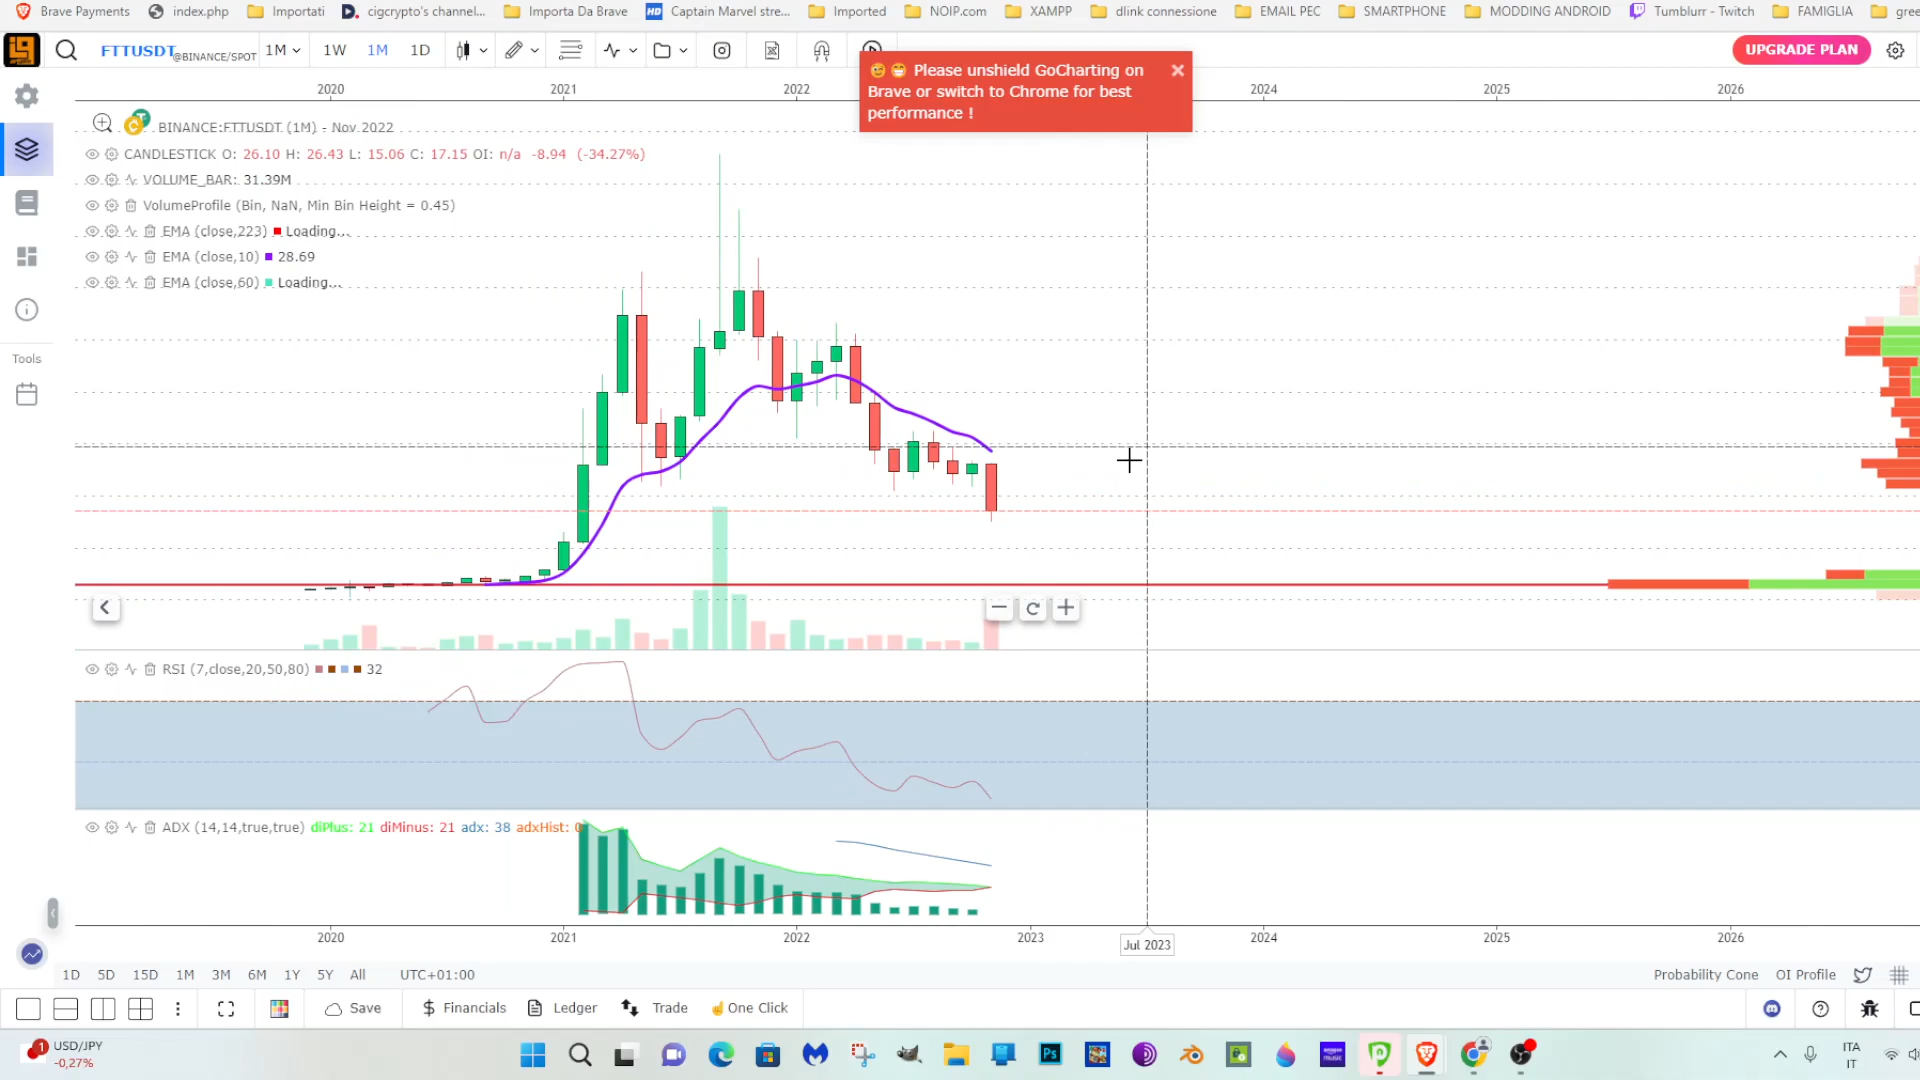 Brave Payments index.php Importati cigcrypto's channel... Importa Da Brave Captain Marvel stre... Imported NOIP.com XAMPP dlink connessione EMAIL PEC SMARTPHONE MODDING ANDROID Tumblurr - Twitch FAMIGLIA gree
FTTUSDT @BINANCE/SPOT 1M 1W 1M 1D UPGRADE PLAN
Please unshield GoCharting on
Brave or switch to Chrome for best
performance !
2020 2021 2022 2024 2025 2026
BINANCE:FTTUSDT (1M) - Nov 2022
CANDLESTICK O: 26.10 H: 26.43 L: 15.06 C: 17.15 OI: n/a -8.94 (-34.27%)
VOLUME_BAR: 31.39M
VolumeProfile (Bin, NaN, Min Bin Height = 0.45)
EMA (close,223) Loading...
EMA (close,10) 28.69
EMA (close,60) Loading...
Tools
RSI (7,close,20,50,80) 32
ADX (14,14,true,true) diPlus: 21 diMinus: 21 adx: 38 adxHist: 0
2020 2021 2022 2023 2024 2025 2026
Jul 2023
1D 5D 15D 1M 3M 6M 1Y 5Y All UTC+01:00 Probability Cone OI Profile
Save Financials Ledger Trade One Click
1 USD/JPY
-0,27%
Ps
amazon music
ITA
IT